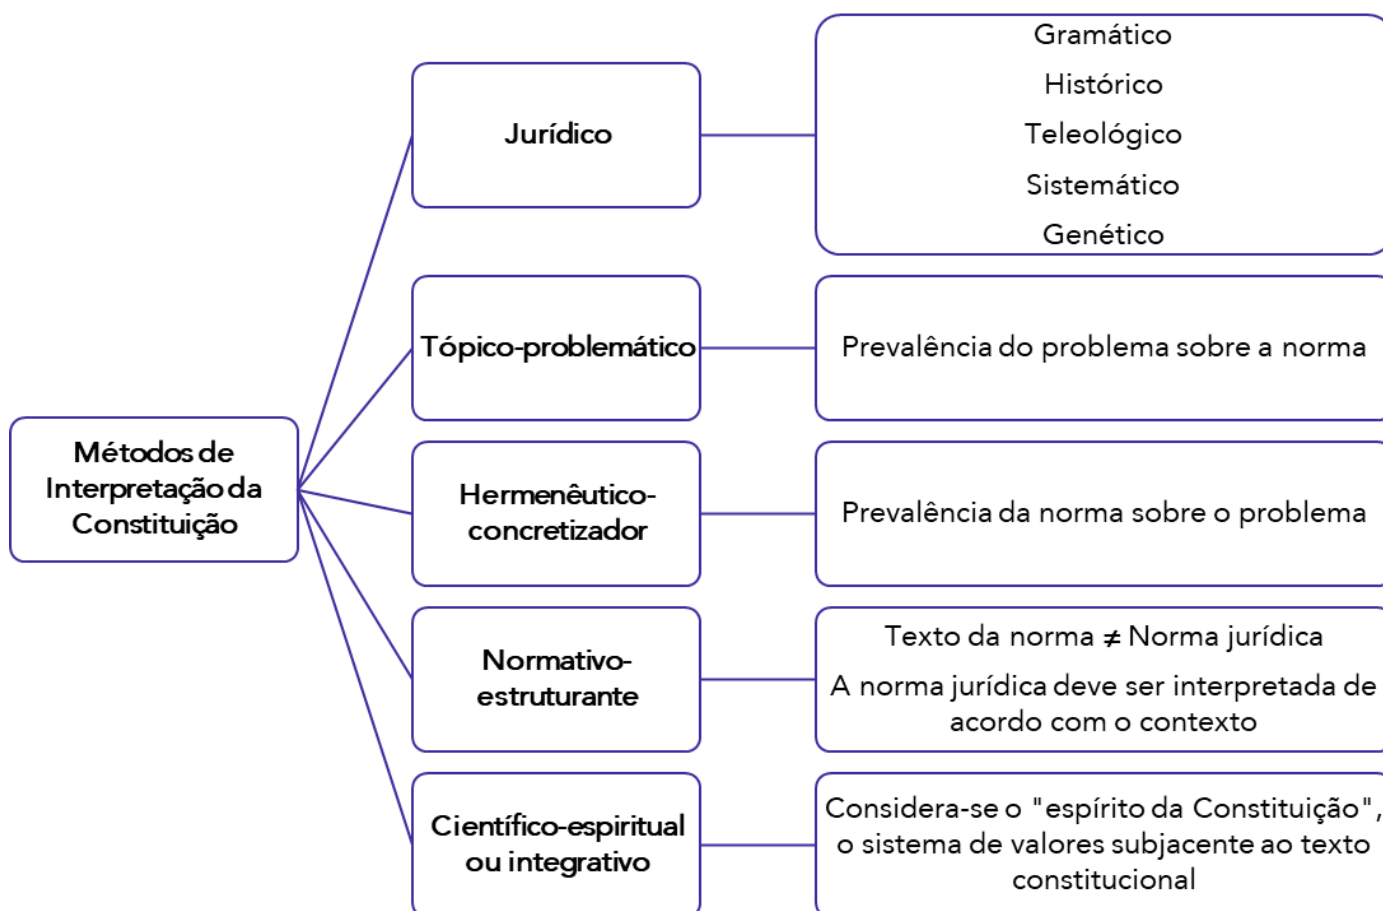 Métodos de
Interpretação da
Constituição
Jurídico
Gramático
Histórico
Teleológico
Sistemático
Genético
Tópico-problemático
Prevalência do problema sobre a norma
Hermenêutico-
concretizador
Prevalência da norma sobre o problema
Normativo-
estruturante
Texto da norma ≠ Norma jurídica
A norma jurídica deve ser interpretada de
acordo com o contexto
Científico-espiritual
ou integrativo
Considera-se o "espírito da Constituição",
o sistema de valores subjacente ao texto
constitucional